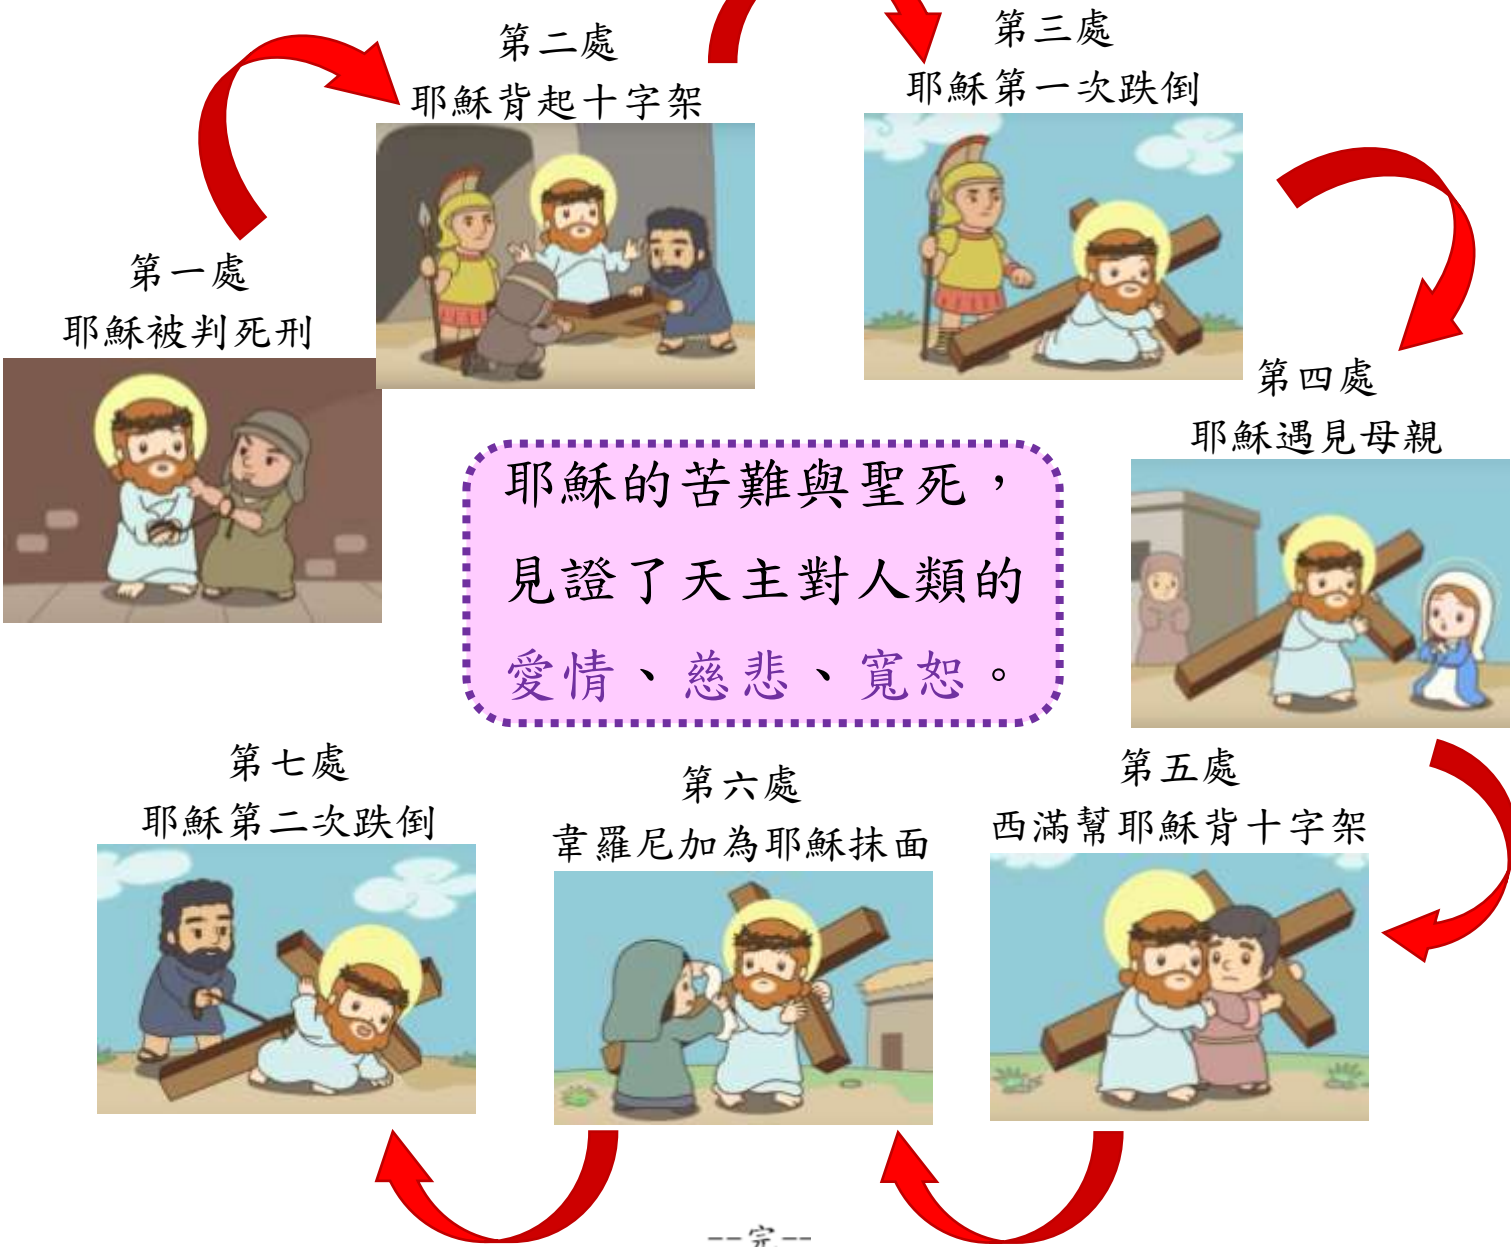 第一處
耶穌被判死刑
第二處
耶穌背起十字架
第三處
耶穌第一次跌倒
第四處
耶穌遇見母親
耶穌的苦難與聖死，
見證了天主對人類的
愛情、慈悲、寬恕。
第五處
西滿幫耶穌背十字架
第六處
韋羅尼加為耶穌抹面
第七處
耶穌第二次跌倒
--完--